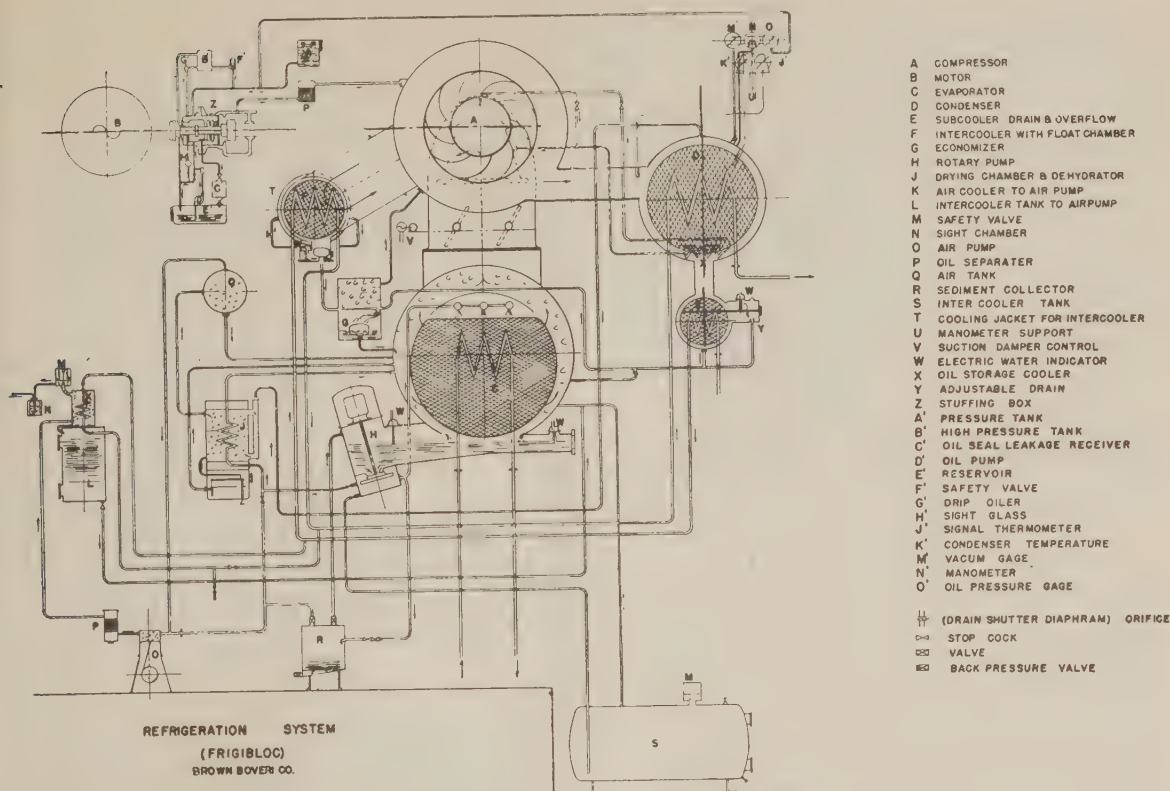 A COMPRESSOR
B MOTOR
C EVAPORATOR
D CONDENSER
E SUBCOOLER DRAIN & OVERFLOW
F INTERCOOLER WITH FLOAT CHAMBER
G ECONOMIZER
H ROTARY PUMP
J DRYING CHAMBER & DEHYDRATOR
K AIR COOLER TO AIR PUMP
L INTERCOOLER TANK TO AIRPUMP
M SAFETY VALVE
N SIGHT CHAMBER
O AIR PUMP
P OIL SEPARATER
Q AIR TANK
R SEDIMENT COLLECTOR
S INTER COOLER TANK
T COOLING JACKET FOR INTERCOOLER
U MANOMETER SUPPORT
V SUCTION DAMPER CONTROL
W ELECTRIC WATER INDICATOR
X OIL STORAGE COOLER
Y ADJUSTABLE DRAIN
Z STUFFING BOX
A' PRESSURE TANK
B' HIGH PRESSURE TANK
C' OIL SEAL LEAKAGE RECEIVER
D' OIL PUMP
E' RESERVOIR
F' SAFETY VALVE
G' DRIP OILER
H' SIGHT GLASS
J' SIGNAL THERMOMETER
K' CONDENSER TEMPERATURE
M' VACUM GAGE
N' MANOMETER
O' OIL PRESSURE GAGE
(DRAIN SHUTTER DIAPHRAM) ORIFICE
STOP COCK
VALVE
BACK PRESSURE VALVE
M' N O
K' J'
U
B' F'
Z
P
B
A
D
C'
T
V
X
W
Y
Q
G
M
N
L
J
H
W
W
P
O
R
M
S
REFRIGERATION SYSTEM
(FRIGIBLOC)
BROWN BOVERI CO.